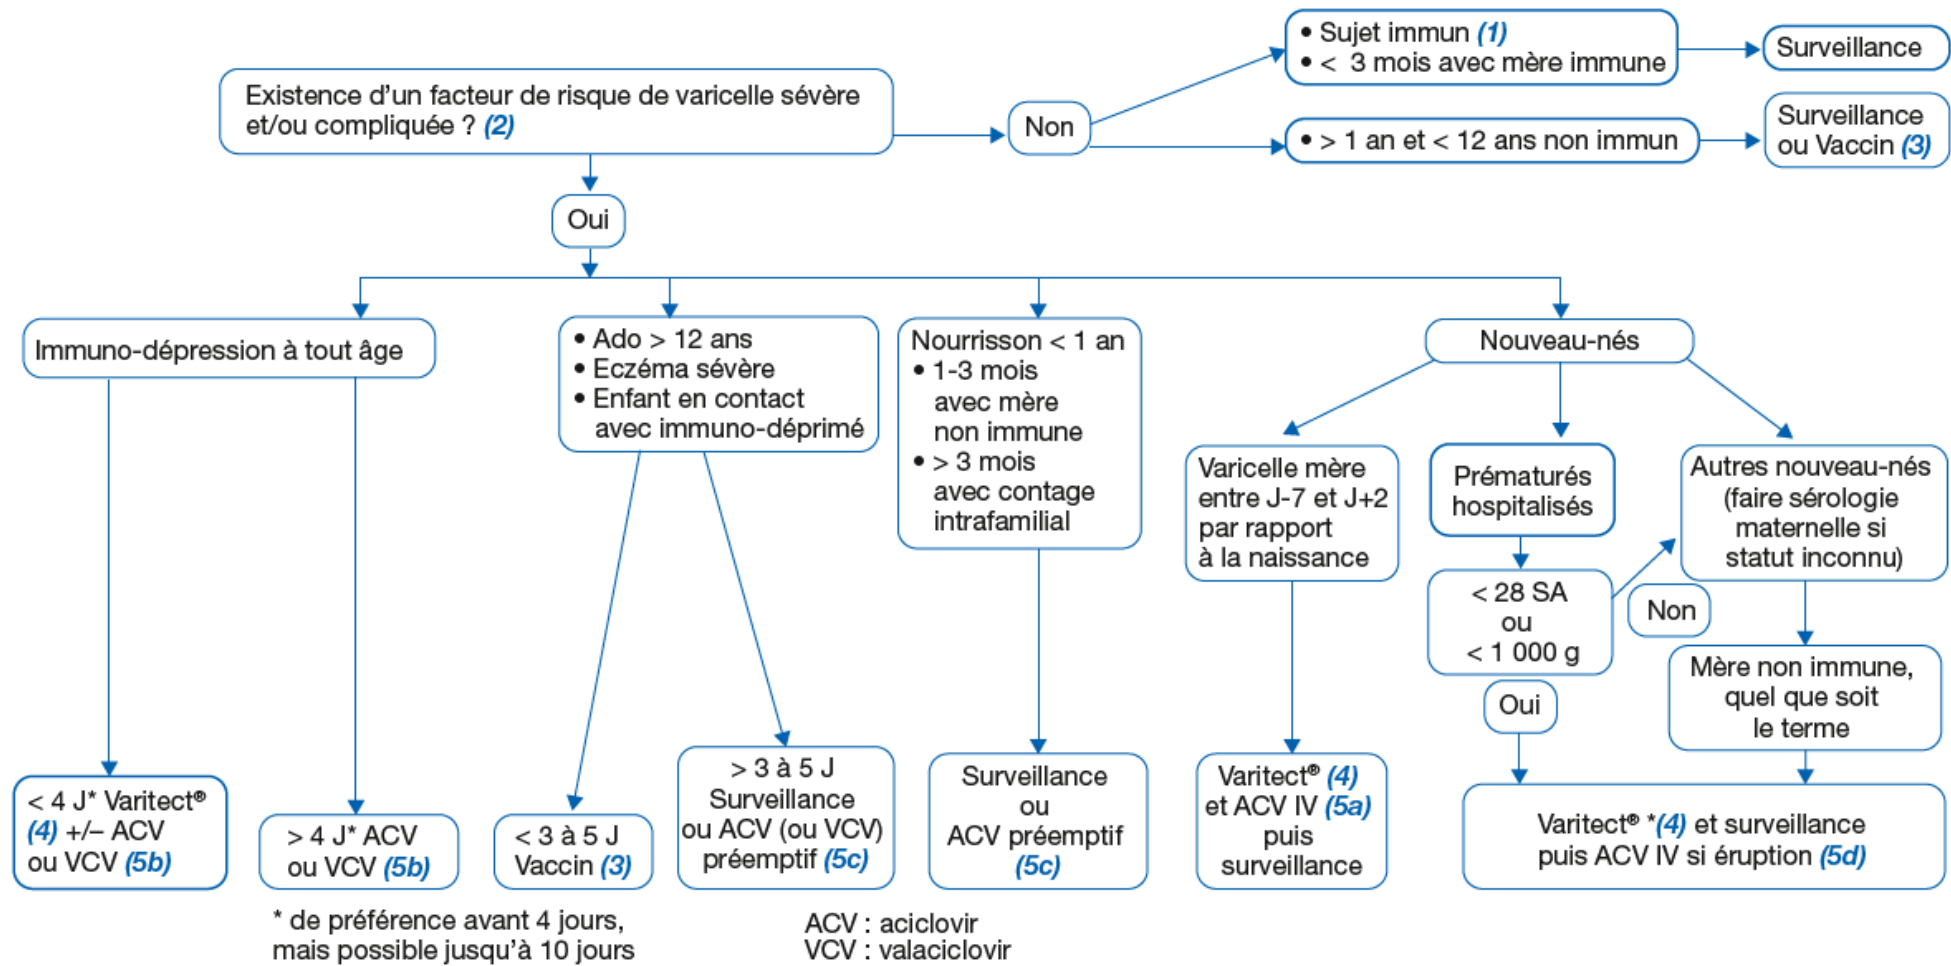 Existence d'un facteur de risque de varicelle sévère
et/ou compliquée ? (2)
Non
• Sujet immun (1)
• < 3 mois avec mère immune
Surveillance
• > 1 an et < 12 ans non immun
Surveillance
ou Vaccin (3)
Oui
Immuno-dépression à tout âge
• Ado > 12 ans
• Eczéma sévère
• Enfant en contact
avec immuno-déprimé
Nourrisson < 1 an
• 1-3 mois
avec mère
non immune
• > 3 mois
avec contage
intrafamilial
Nouveau-nés
Varicelle mère
entre J-7 et J+2
par rapport
à la naissance
Prématurés
hospitalisés
Autres nouveau-nés
(faire sérologie
maternelle si
statut inconnu)
< 28 SA
ou
< 1 000 g
Non
Oui
Mère non immune,
quel que soit
le terme
< 4 J* Varitect®
(4) +/– ACV
ou VCV (5b)
> 4 J* ACV
ou VCV (5b)
< 3 à 5 J
Vaccin (3)
> 3 à 5 J
Surveillance
ou ACV (ou VCV)
préemptif (5c)
Surveillance
ou
ACV préemptif
(5c)
Varitect® (4)
et ACV IV (5a)
puis
surveillance
Varitect® *(4) et surveillance
puis ACV IV si éruption (5d)
* de préférence avant 4 jours,
mais possible jusqu'à 10 jours
ACV : aciclovir
VCV : valaciclovir